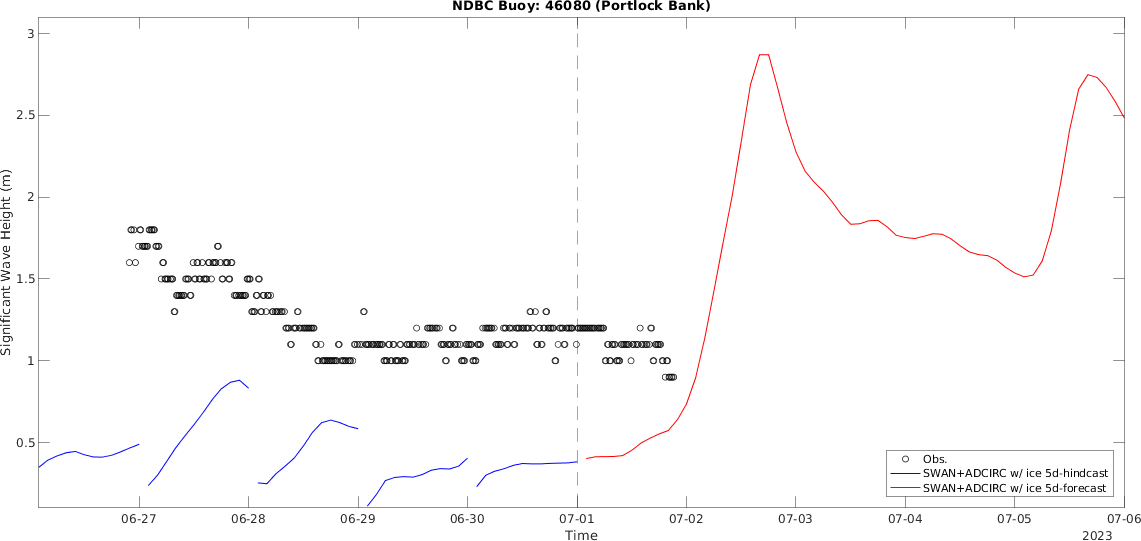 NDBC Buoy: 46080 (Portlock Bank)
3
2.5
2
1.5
1
0.5
Significant Wave Height (m)
Obs.
SWAN+ADCIRC w/ ice 5d-hindcast
SWAN+ADCIRC w/ ice 5d-forecast
06-27 06-28 06-29 06-30 07-01 07-02 07-03 07-04 07-05 07-06
Time
2023